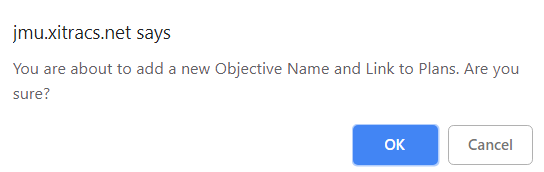 jmu.xitracs.net says
You are about to add a new Objective Name and Link to Plans. Are you
sure?
OK
Cancel